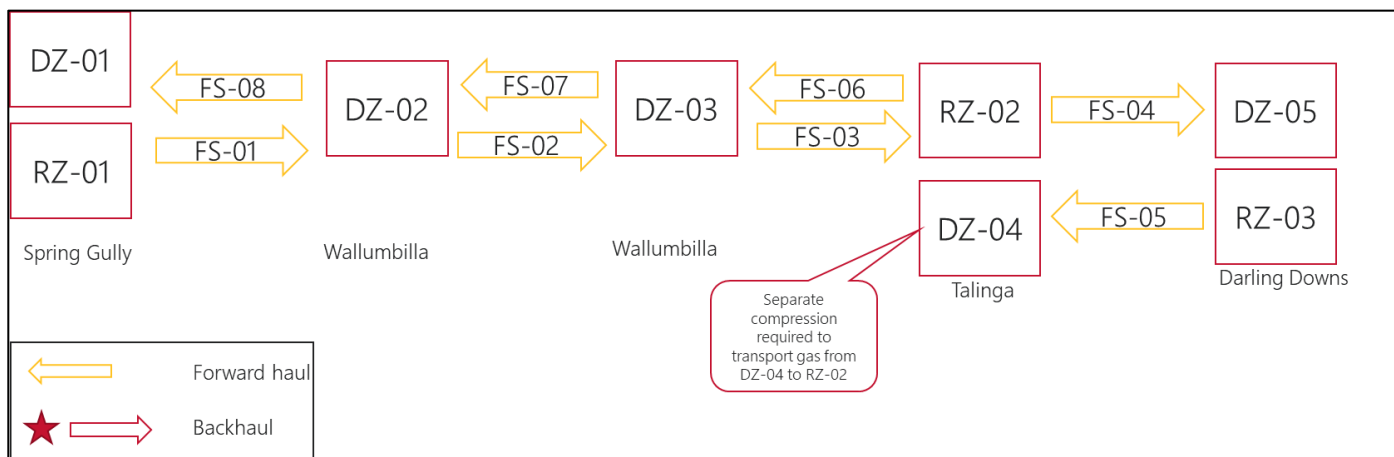 DZ-01
FS-08
FS-07
FS-06
DZ-02
DZ-03
RZ-02
FS-04
DZ-05
RZ-01
FS-01
FS-02
FS-03
DZ-04
FS-05
RZ-03
Spring Gully
Wallumbilla
Wallumbilla
Talinga
Darling Downs
Separate
compression
required to
transport gas from
DZ-04 to RZ-02
Forward haul
Backhaul